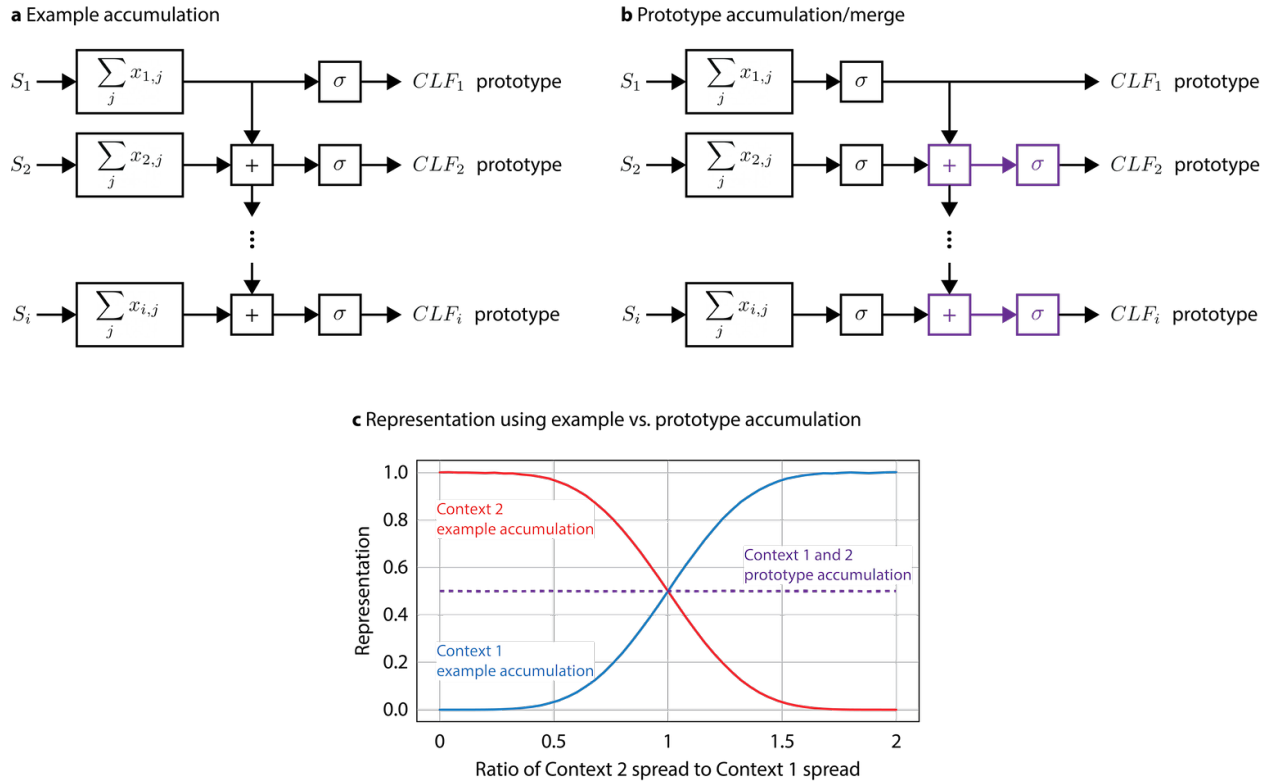 a Example accumulation
S₁ ∑ⱼ x₁,ⱼ σ CLF₁ prototype
S₂ ∑ⱼ x₂,ⱼ + σ CLF₂ prototype
⋮
Sᵢ ∑ⱼ xᵢ,ⱼ + σ CLFᵢ prototype
b Prototype accumulation/merge
S₁ ∑ⱼ x₁,ⱼ σ CLF₁ prototype
S₂ ∑ⱼ x₂,ⱼ σ + σ CLF₂ prototype
⋮
Sᵢ ∑ⱼ xᵢ,ⱼ σ + σ CLFᵢ prototype
c Representation using example vs. prototype accumulation
Representation
1.0
0.8
0.6
0.4
0.2
0.0
Context 2
example accumulation
Context 1 and 2
prototype accumulation
Context 1
example accumulation
0 0.5 1 1.5 2
Ratio of Context 2 spread to Context 1 spread